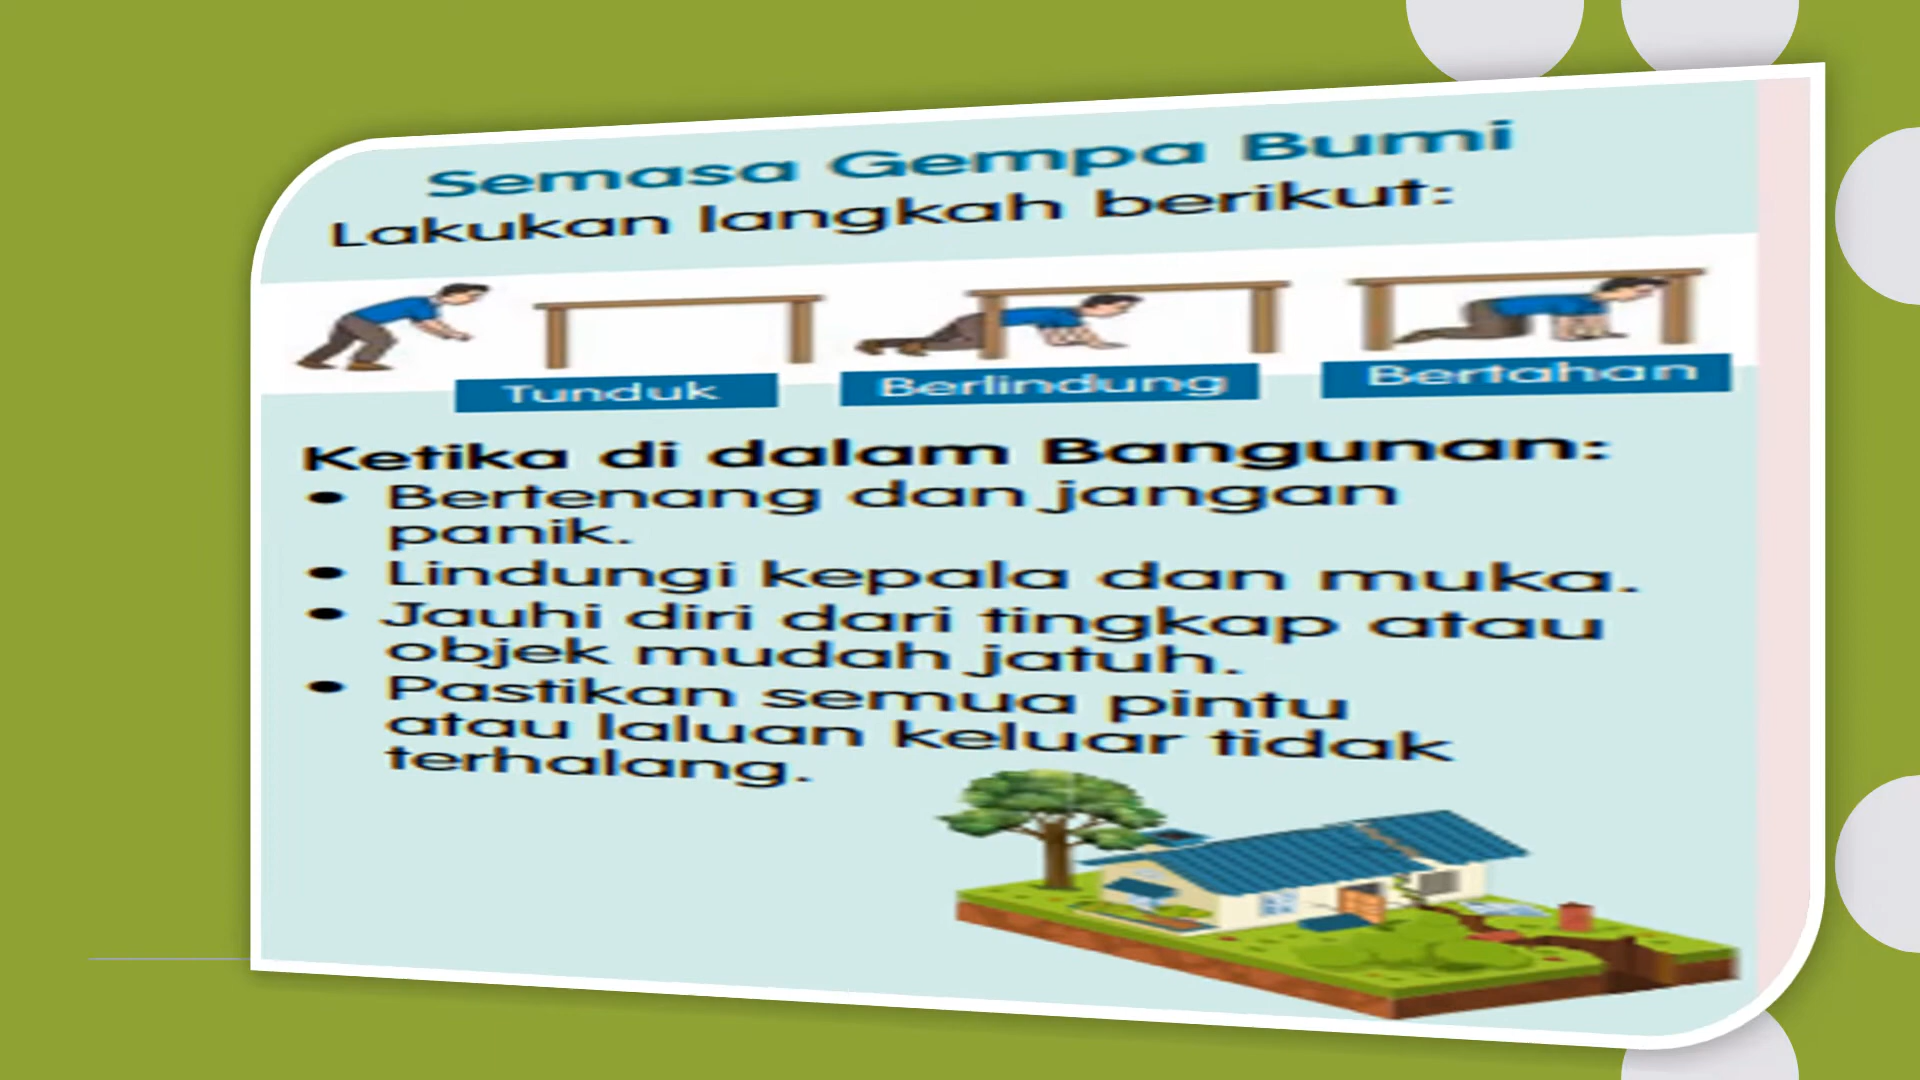 Semasa Gempa Bumi
Lakukan langkah berikut:
Tunduk
Berlindung
Bertahan
Ketika di dalam Bangunan:
• Bertenang dan jangan
panik.
• Lindungi kepala dan muka.
• Jauhi diri dari tingkap atau
objek mudah jatuh.
• Pastikan semua pintu
atau laluan keluar tidak
terhalang.